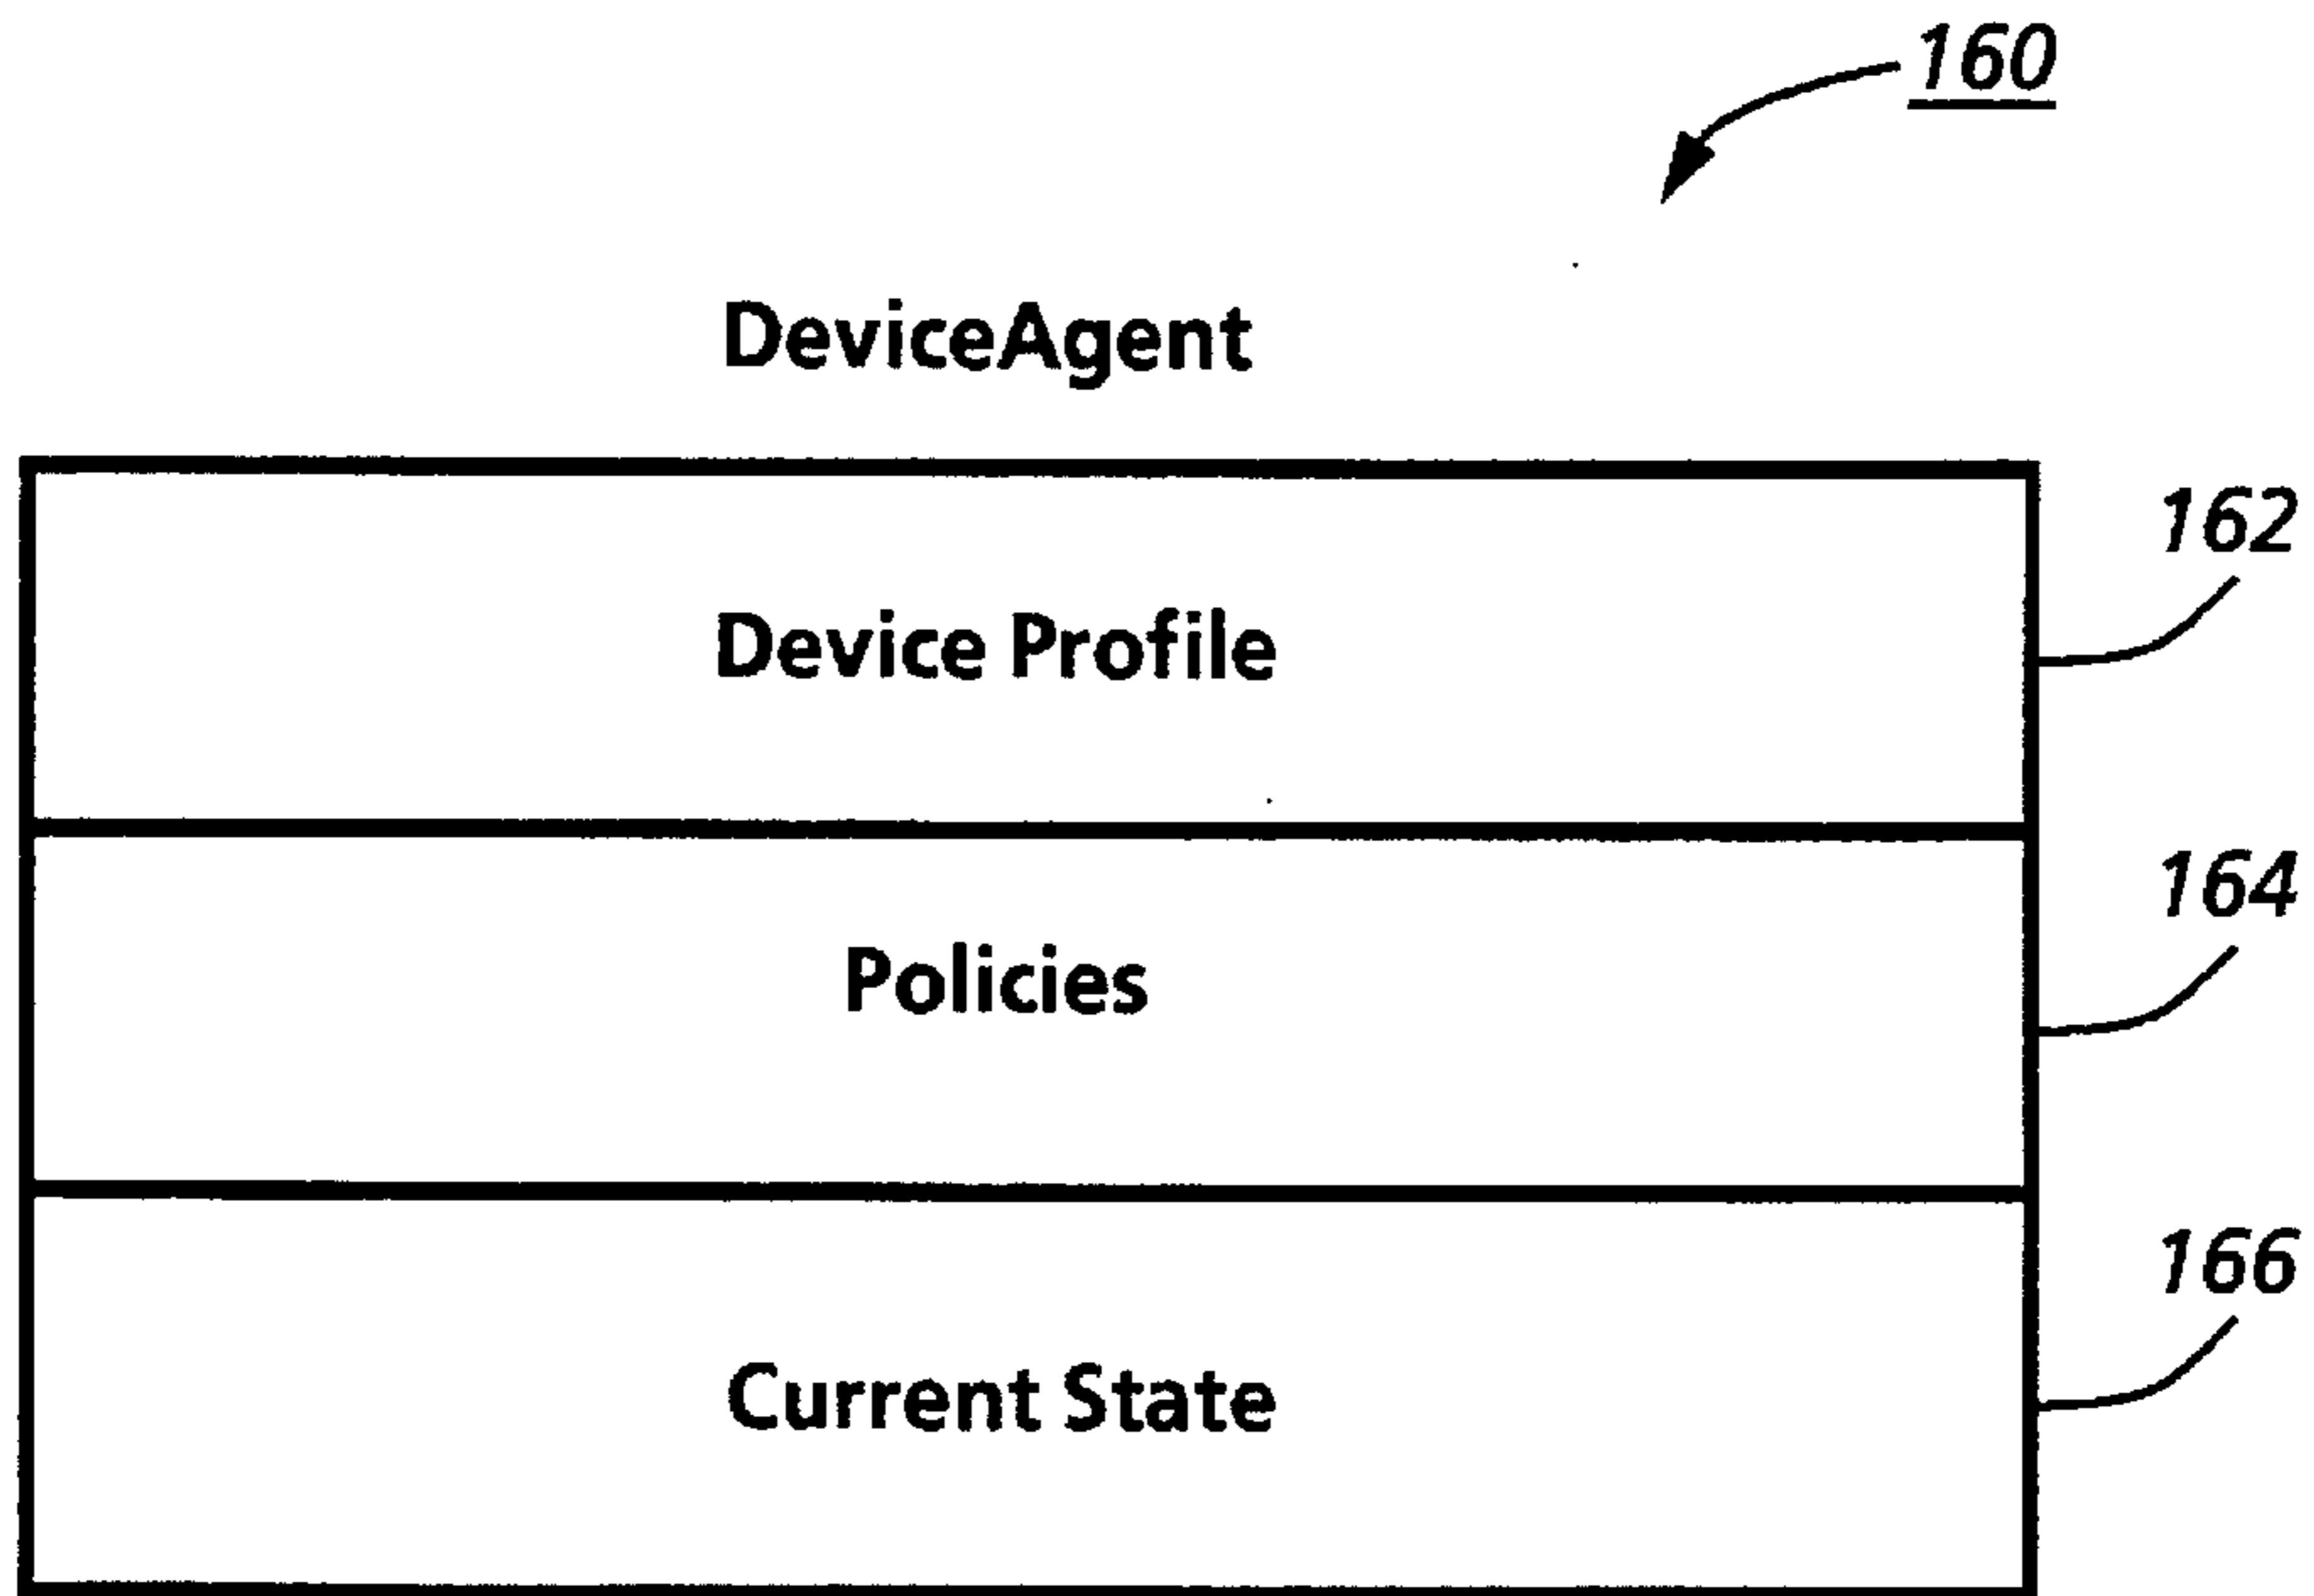 160
DeviceAgent
162
Device Profile
164
Policies
166
Current State